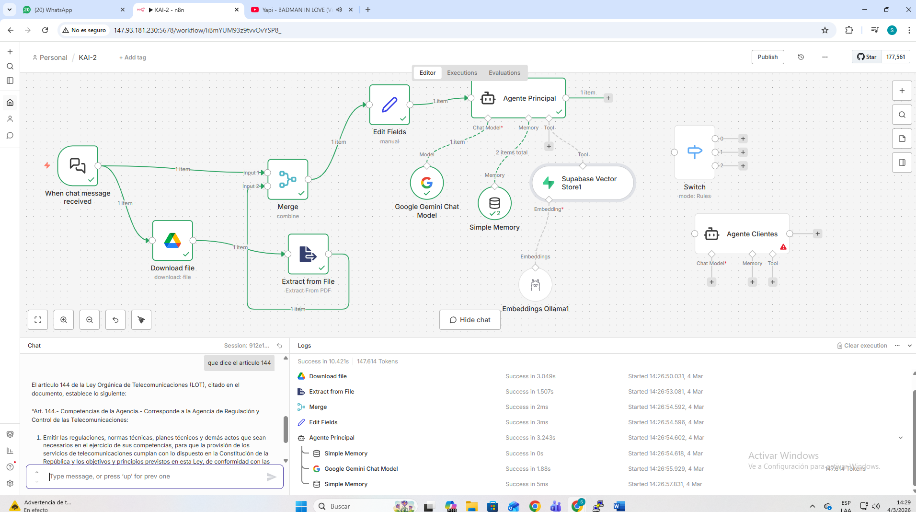 (20) WhatsApp
KAI-2 - n8n
Yapi - BADMAN IN LOVE
No es seguro
147.93.181.230:5678/workflow/
Personal / KAI-2
+ Add tag
Publish
Star
177,561
Editor
Executions
Evaluations
Edit Fields
manual
1 item
Agente Principal
1 item
Chat Model*
Memory
Tool
1 item
2 items total
Model
Memory
Tool
Google Gemini Chat
Model
2
Simple Memory
Supabase Vector
Store1
Embedding*
Embeddings
Embeddings Ollama1
0
1
2
Switch
mode: Rules
Agente Clientes
Chat Model*
Memory
Tool
When chat message
received
1 item
1 item
Input 1
Input 2
1 item
Merge
combine
Download file
download: file
1 item
Extract from File
Extract From PDF
1 item
Hide chat
Chat
Session: 912e1...
que dice el articulo 144
El artículo 144 de la Ley Orgánica de Telecomunicaciones (LOT), citado en el
documento, establece lo siguiente:
"Art. 144.- Competencias de la Agencia.- Corresponde a la Agencia de Regulación y
Control de las Telecomunicaciones:
1. Emitir las regulaciones, normas técnicas, planes técnicos y demás actos que sean
necesarios en el ejercicio de sus competencias, para que la provisión de los
servicios de telecomunicaciones cumplan con lo dispuesto en la Constitución de la
República y los objetivos y principios previstos en esta Ley, de conformidad con las
Type message, or press 'up' for prev one
Logs
Clear execution
Success in 10.421s
147.614 Tokens
Download file
Success in 3.049s
Started 14:26:50.031, 4 Mar
Extract from File
Success in 1.507s
Started 14:26:53.081, 4 Mar
Merge
Success in 2ms
Started 14:26:54.592, 4 Mar
Edit Fields
Success in 3ms
Started 14:26:54.596, 4 Mar
Agente Principal
Success in 3.243s
Started 14:26:54.602, 4 Mar
Simple Memory
Success in 0s
Started 14:26:54.618, 4 Mar
Google Gemini Chat Model
Success in 1.88s
Started 14:26:55.929, 4 Mar
147.614 Tokens
Simple Memory
Success in 5ms
Started 14:26:57.831, 4 Mar
Activar Windows
Ve a Configuración para activar Windows.
Advertencia de t...
En efecto
Buscar
ESP
LAA
14:29
4/3/2026